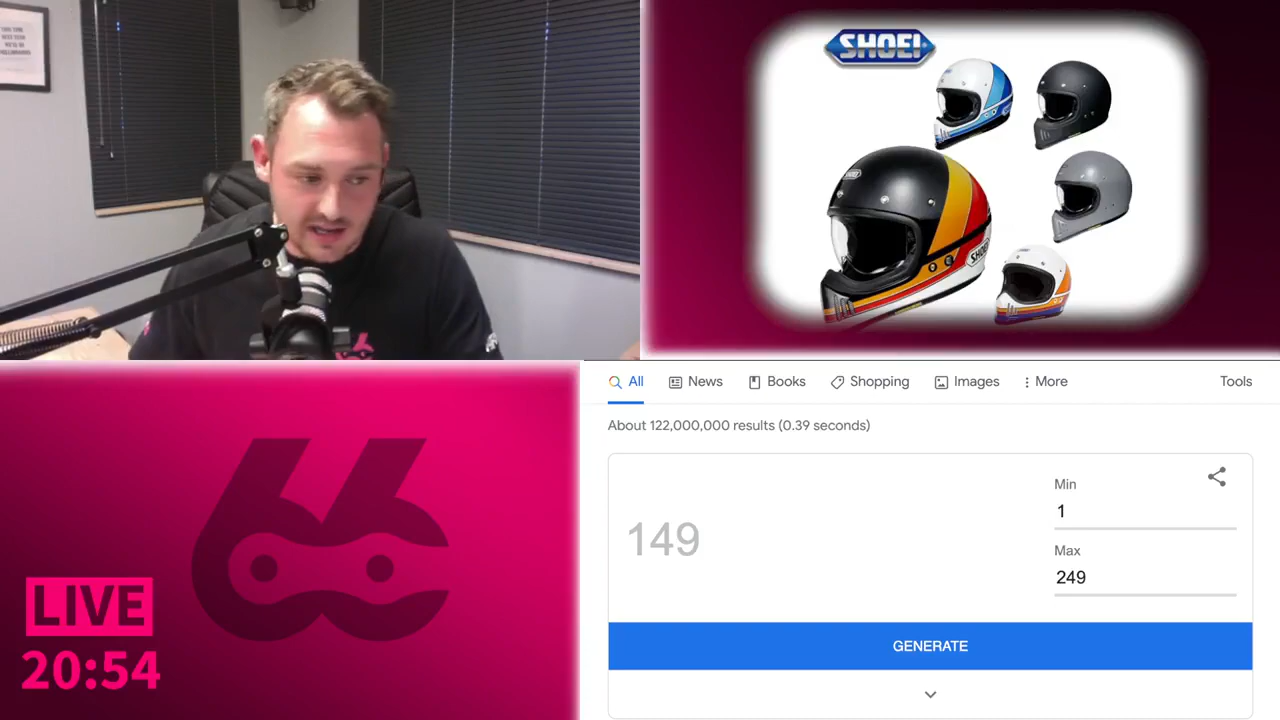 SHOEI
SHOEI
All
News
Books
Shopping
Images
More
Tools
About 122,000,000 results (0.39 seconds)
149
Min
1
Max
249
GENERATE
LIVE
20:54